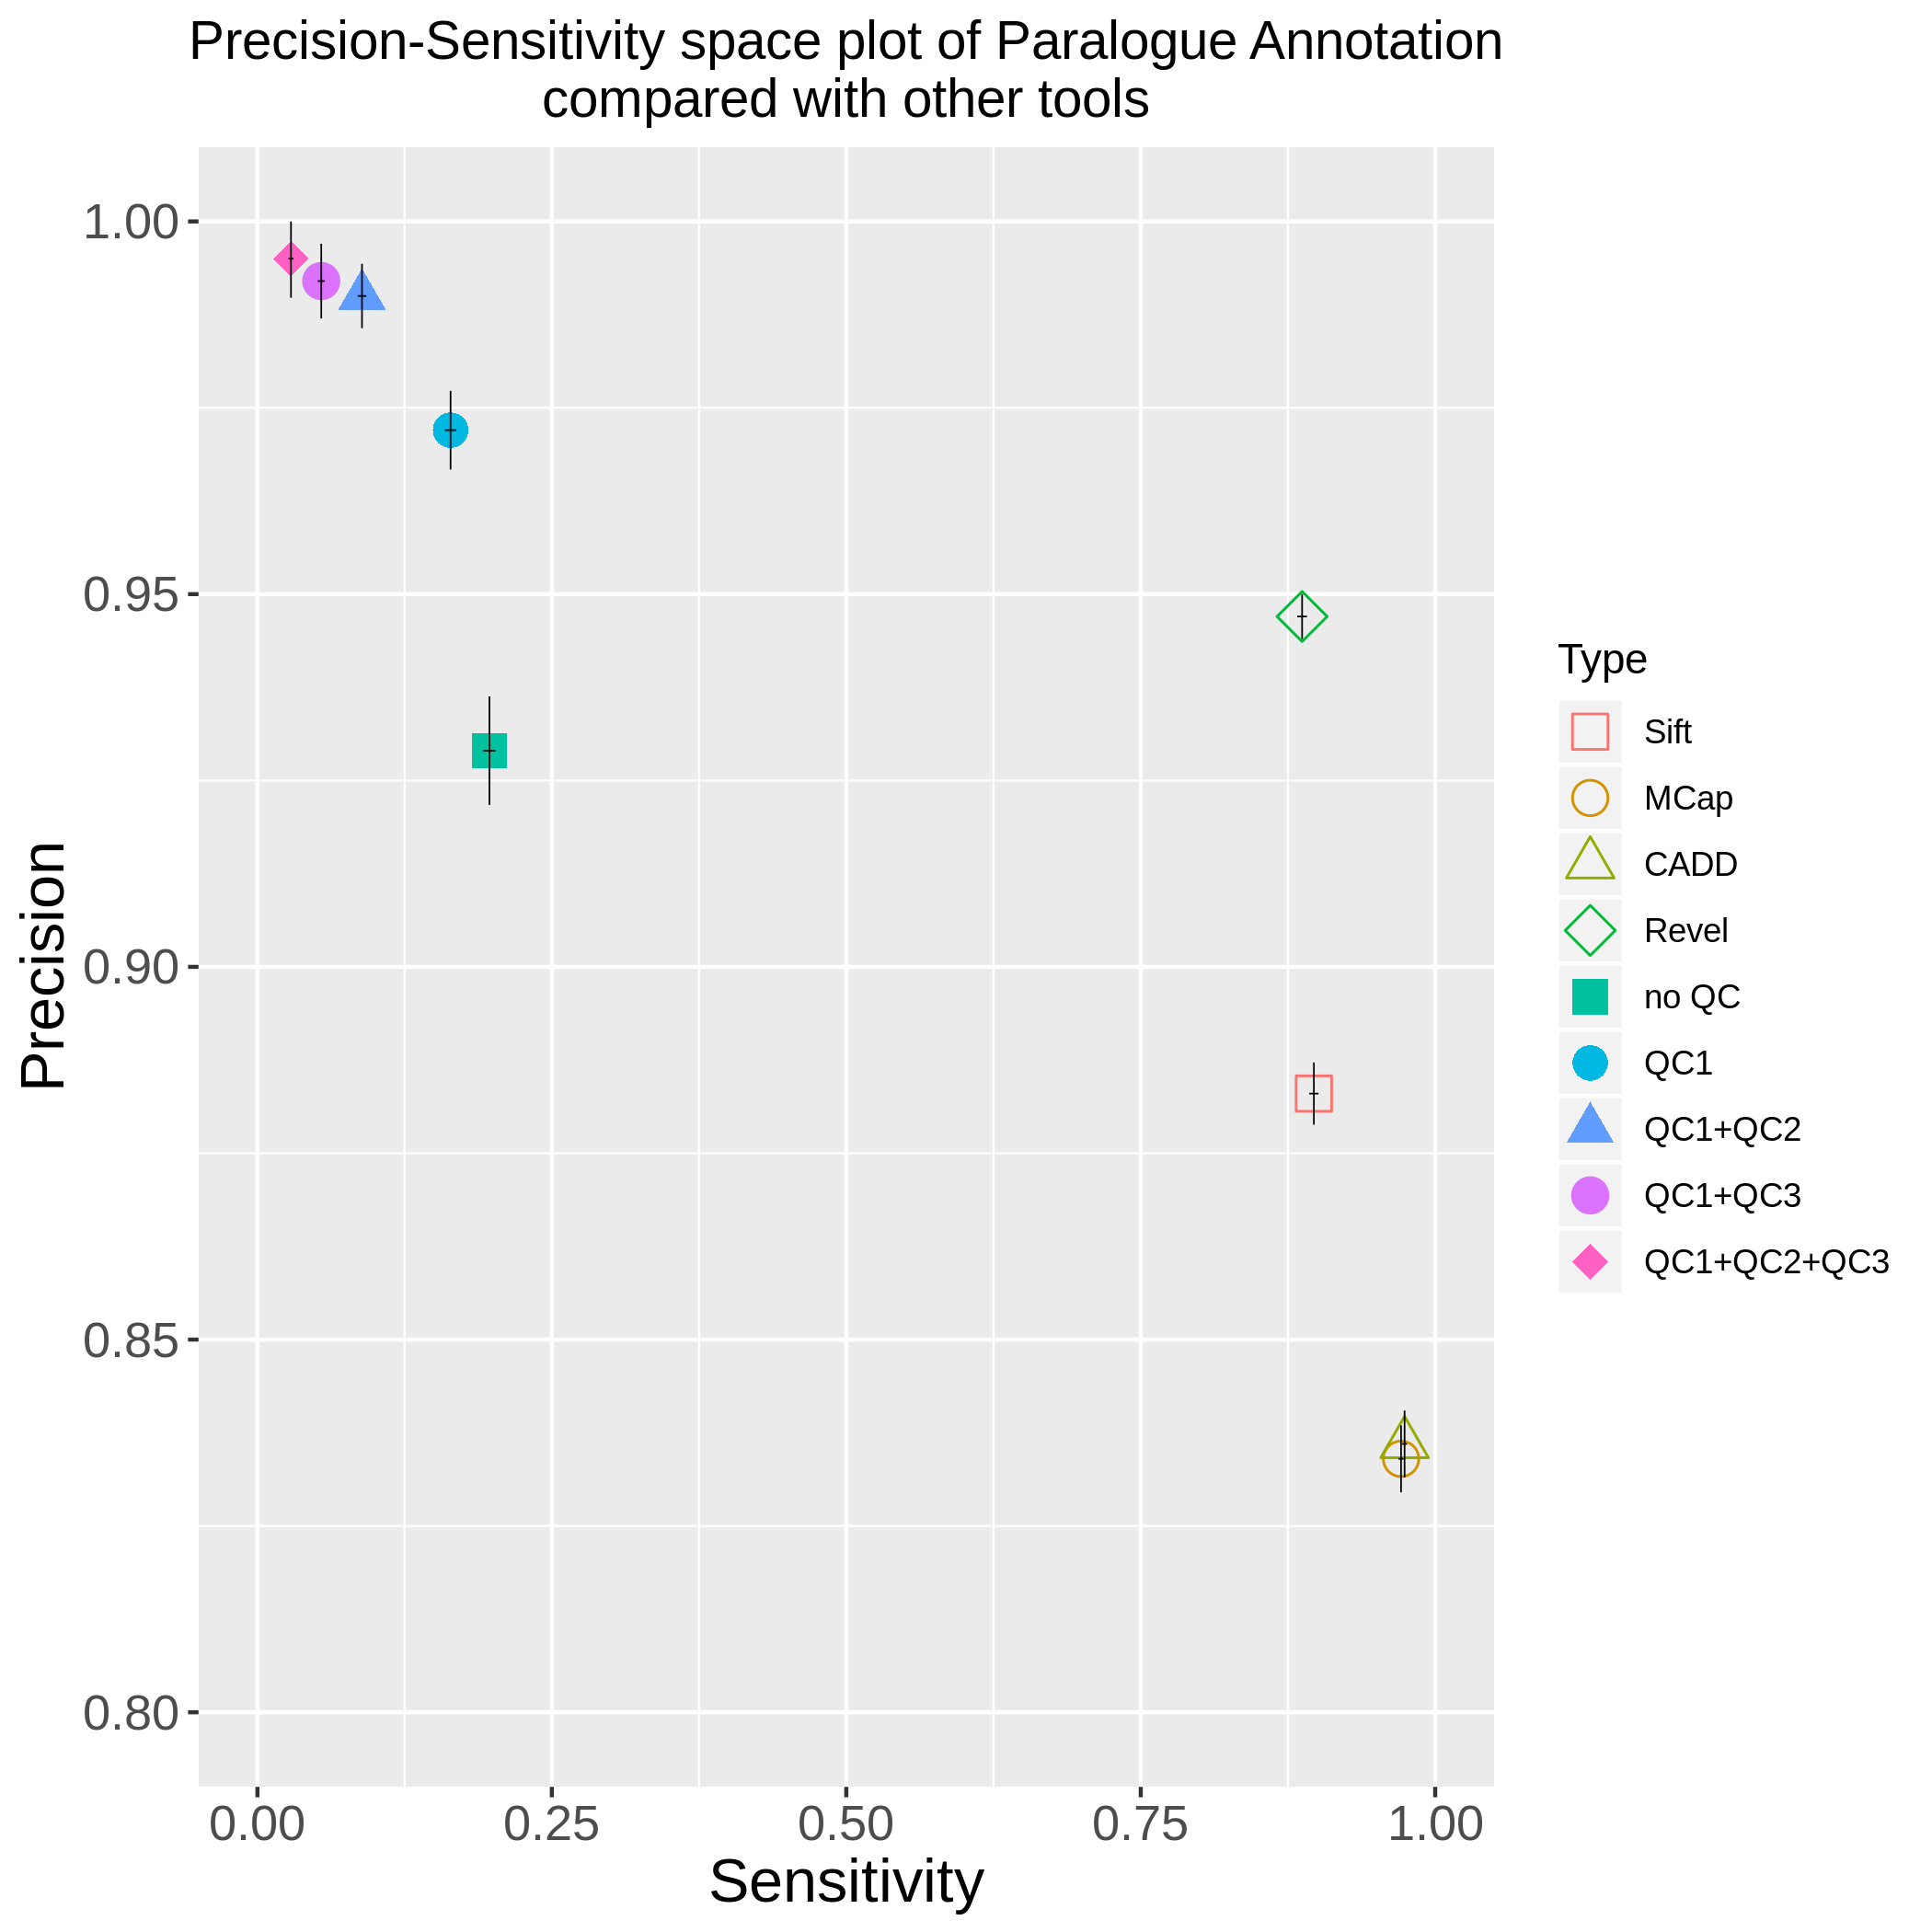 Precision-Sensitivity space plot of Paralogue Annotation
compared with other tools
1.00
0.95
0.90
0.85
0.80
Precision
0.00
0.25
0.50
0.75
1.00
Sensitivity
Type
Sift
MCap
CADD
Revel
no QC
QC1
QC1+QC2
QC1+QC3
QC1+QC2+QC3